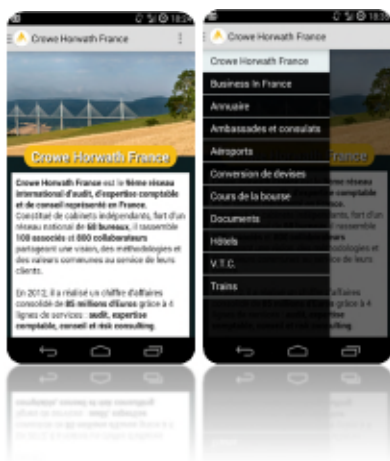 18:24
Crowe Horwath France
Crowe Horwath France
Crowe Horwath France est le 9ème réseau
international d'audit, d'expertise comptable
et de conseil représenté en France.
Constitué de cabinets indépendants, fort d'un
réseau national de 68 bureaux, il rassemble
108 associés et 800 collaborateurs
partageant une vision, des méthodologies et
des valeurs communes au service de leurs
clients.
En 2012, il a réalisé un chiffre d'affaires
consolidé de 85 millions d'Euros grâce à 4
lignes de services : audit, expertise
comptable, conseil et risk consulting.
Crowe Horwath France
Crowe Horwath France
Business In France
Annuaire
Ambassades et consulats
Aéroports
Conversion de devises
Cours de la bourse
Documents
Hôtels
V.T.C.
Trains